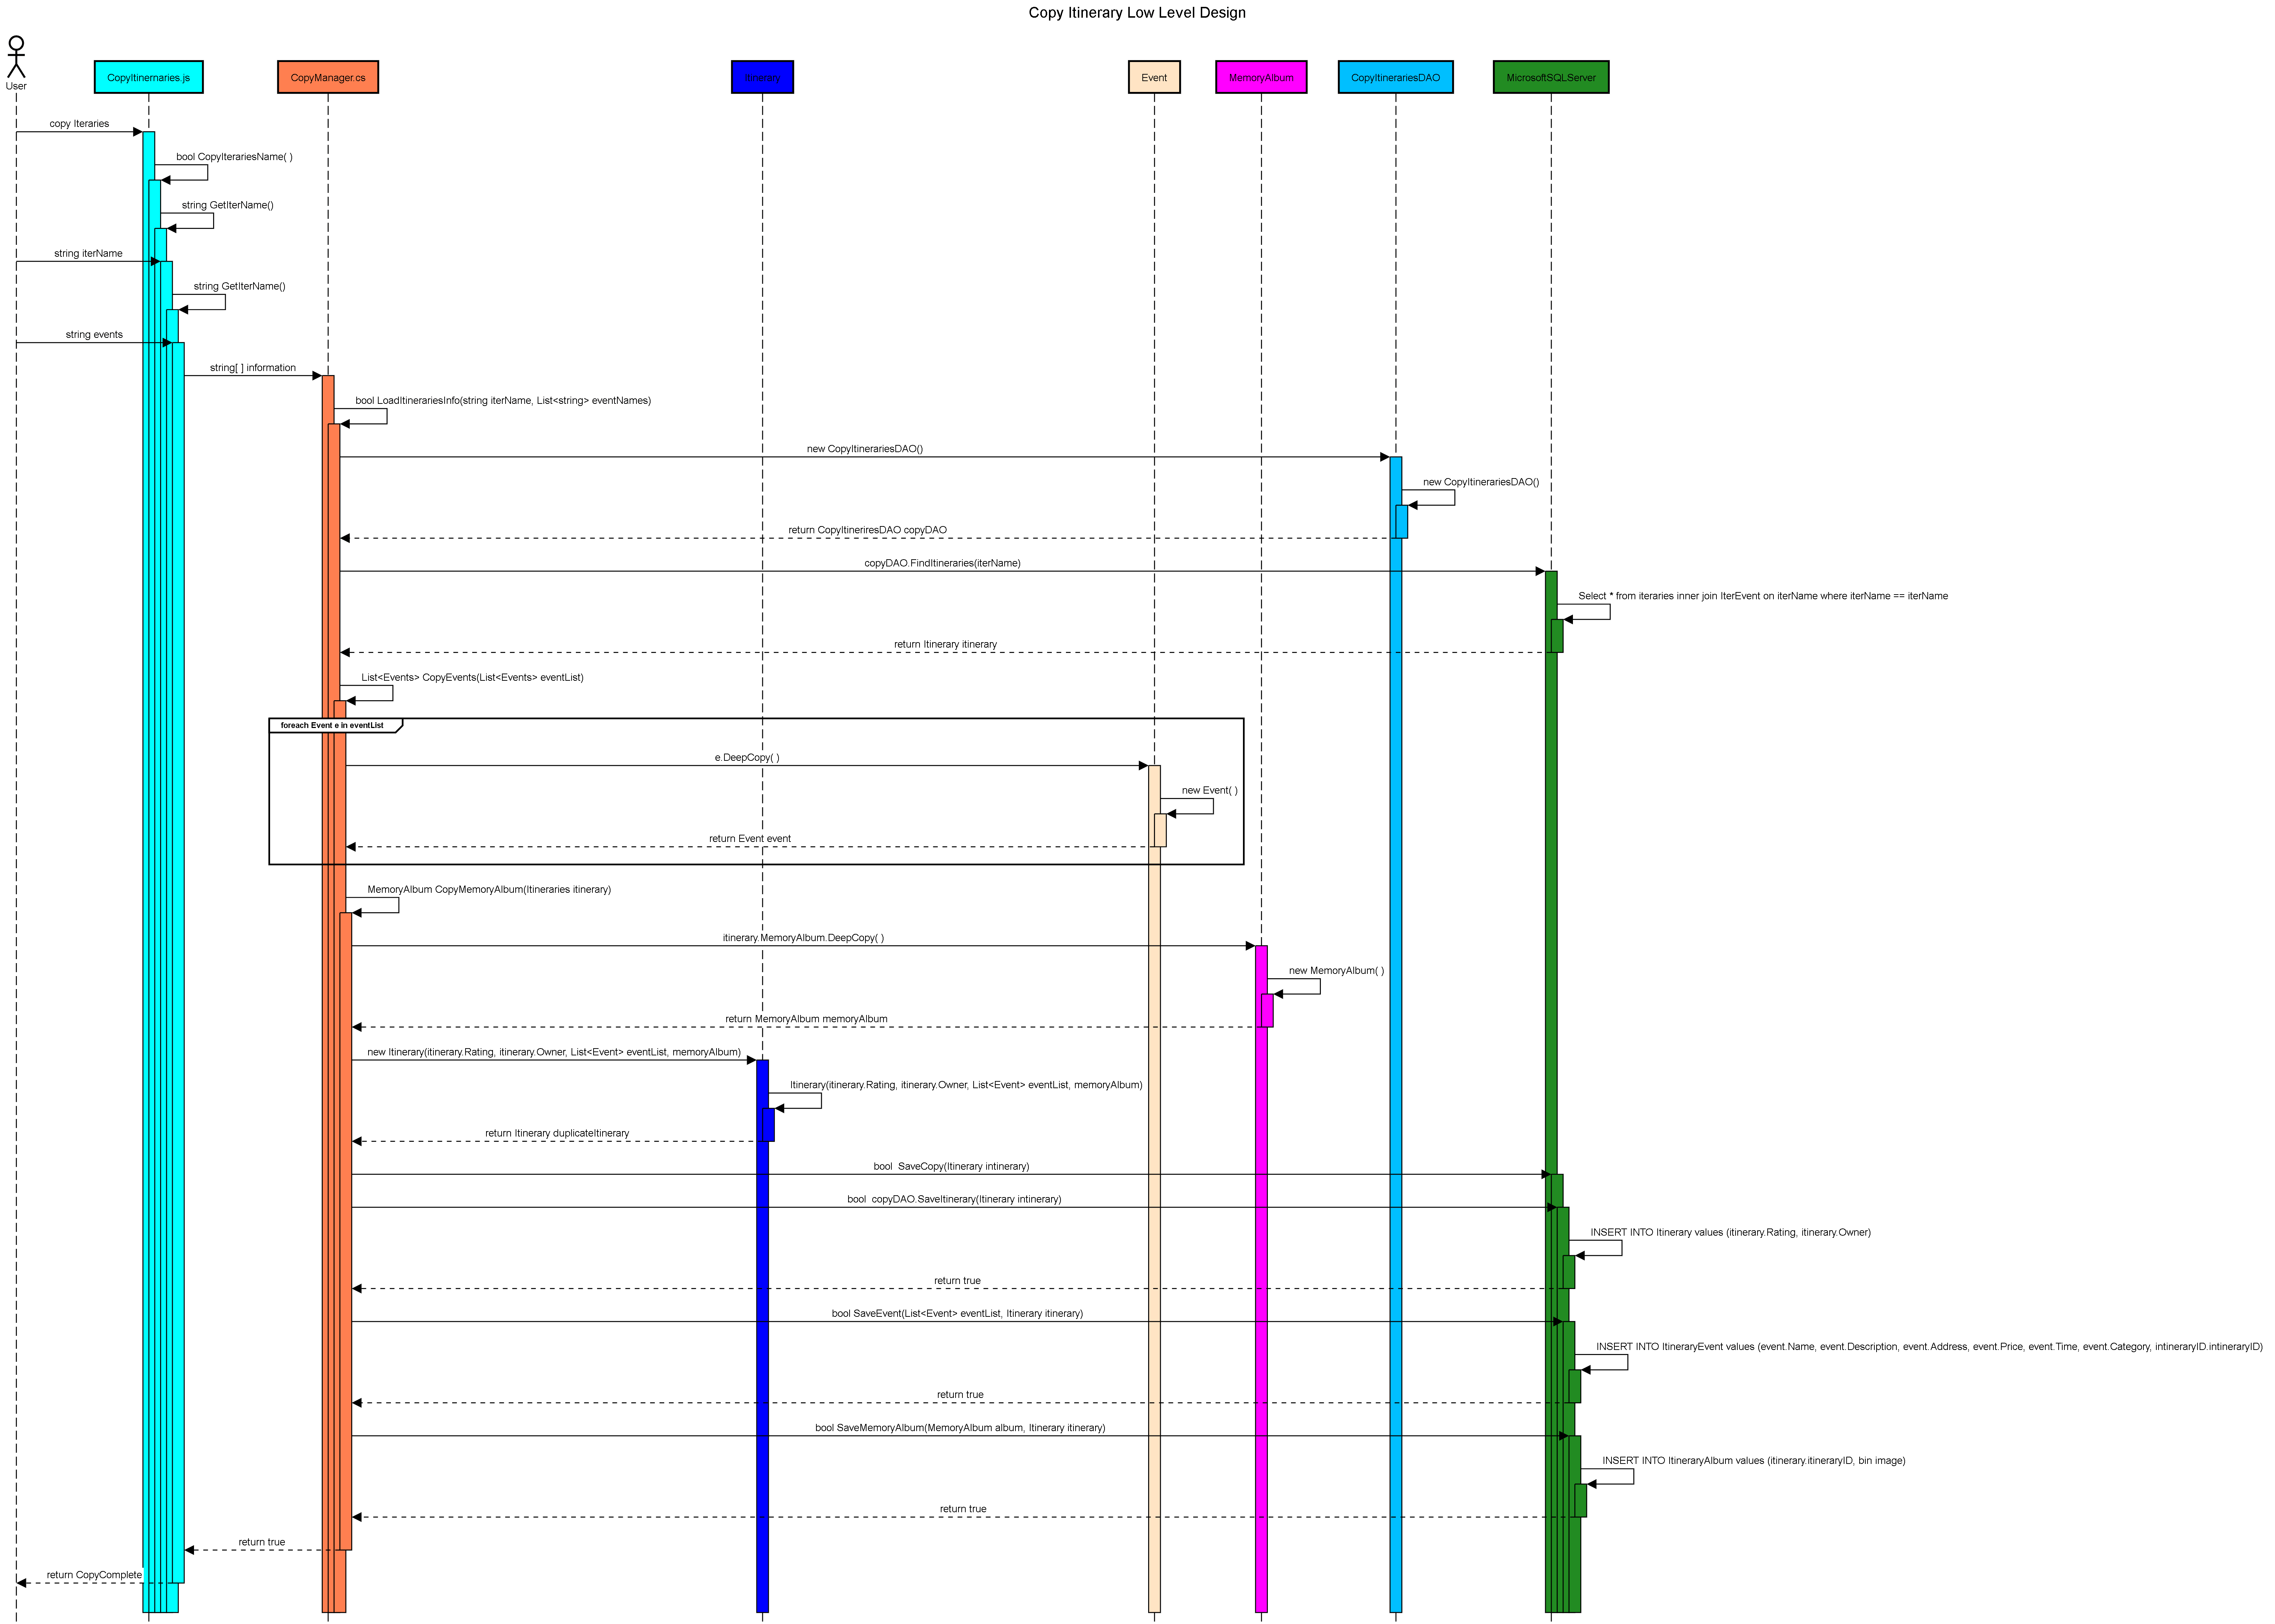 Copy Itinerary Low Level Design
User
CopyItinernaries.js
CopyManager.cs
Itinerary
Event
MemoryAlbum
CopyItinerariesDAO
MicrosoftSQLServer
copy Iteraries
bool CopyIterariesName( )
string GetIterName()
string iterName
string GetIterName()
string events
string[ ] information
bool LoadItinerariesInfo(string iterName, List<string> eventNames)
new CopyItinerariesDAO()
new CopyItinerariesDAO()
return CopyItineriresDAO copyDAO
copyDAO.FindItineraries(iterName)
Select * from iteraries inner join IterEvent on iterName where iterName == iterName
return Itinerary itinerary
List<Events> CopyEvents(List<Events> eventList)
foreach Event e in eventList
e.DeepCopy( )
new Event( )
return Event event
MemoryAlbum CopyMemoryAlbum(Itineraries itinerary)
itinerary.MemoryAlbum.DeepCopy( )
new MemoryAlbum( )
return MemoryAlbum memoryAlbum
new Itinerary(itinerary.Rating, itinerary.Owner, List<Event> eventList, memoryAlbum)
Itinerary(itinerary.Rating, itinerary.Owner, List<Event> eventList, memoryAlbum)
return Itinerary duplicateItinerary
bool  SaveCopy(Itinerary intinerary)
bool  copyDAO.SaveItinerary(Itinerary intinerary)
INSERT INTO Itinerary values (itinerary.Rating, itinerary.Owner)
return true
bool SaveEvent(List<Event> eventList, Itinerary itinerary)
INSERT INTO ItineraryEvent values (event.Name, event.Description, event.Address, event.Price, event.Time, event.Category, intineraryID.intineraryID)
return true
bool SaveMemoryAlbum(MemoryAlbum album, Itinerary itinerary)
INSERT INTO ItineraryAlbum values (itinerary.itineraryID, bin image)
return true
return true
return CopyComplete